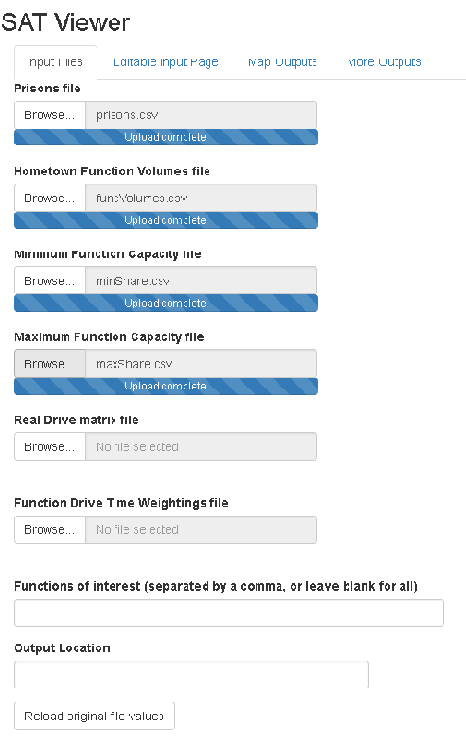 SAT Viewer
Input Files Editable Input Page Map Outputs More Outputs
Prisons file
Browse... prisons.csv
Upload complete
Hometown Function Volumes file
Browse... funcVolumes.csv
Upload complete
Minimum Function Capacity file
Browse... minShare.csv
Upload complete
Maximum Function Capacity file
Browse... maxShare.csv
Upload complete
Real Drive matrix file
Browse... No file selected
Function Drive Time Weightings file
Browse... No file selected
Functions of interest (separated by a comma, or leave blank for all)
Output Location
Reload original file values